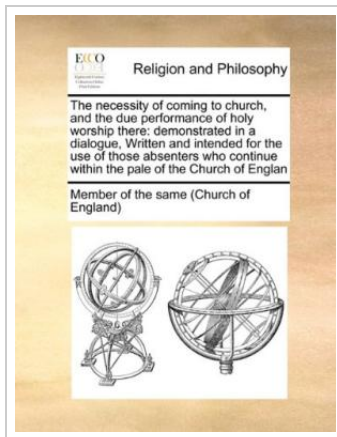 ECCO
Religion and Philosophy
The necessity of coming to church,
and the due performance of holy
worship there: demonstrated in a
dialogue, Written and intended for the
use of those absenters who continue
within the pale of the Church of Englan
Member of the same (Church of
England)